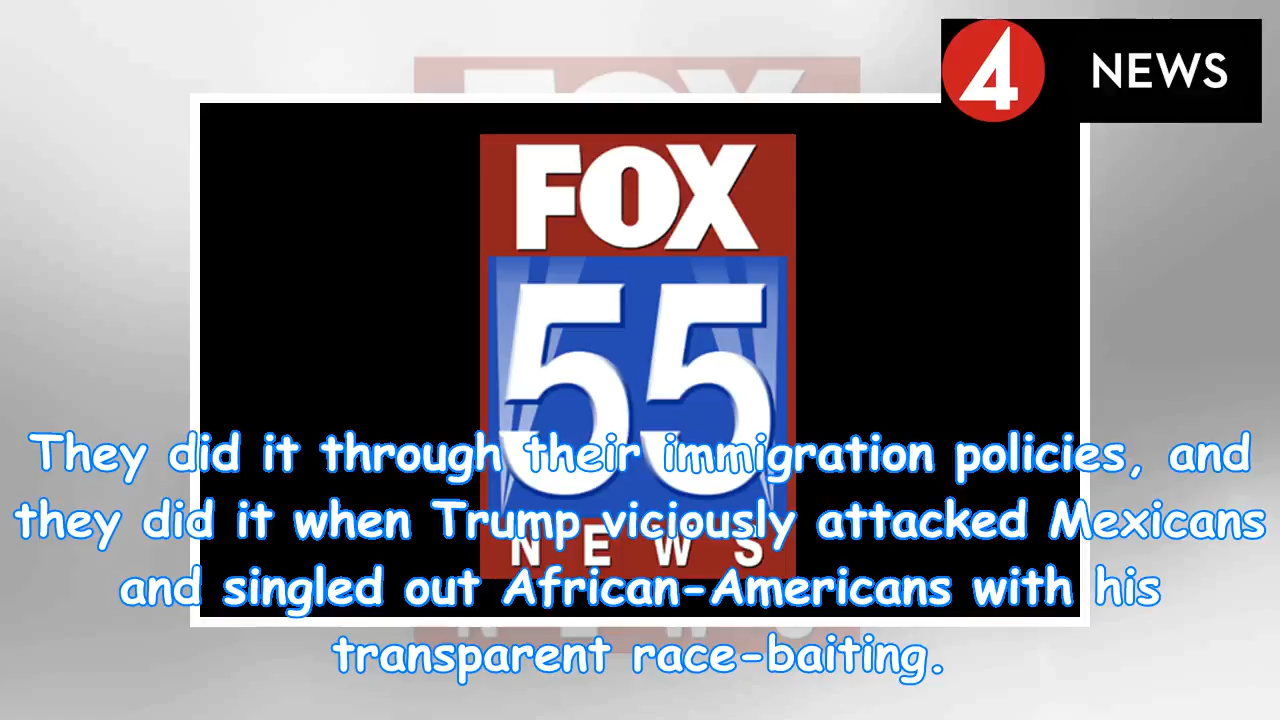 4 NEWS
FOX
55
NEWS
They did it through their immigration policies, and
they did it when Trump viciously attacked Mexicans
and singled out African-Americans with his
transparent race-baiting.